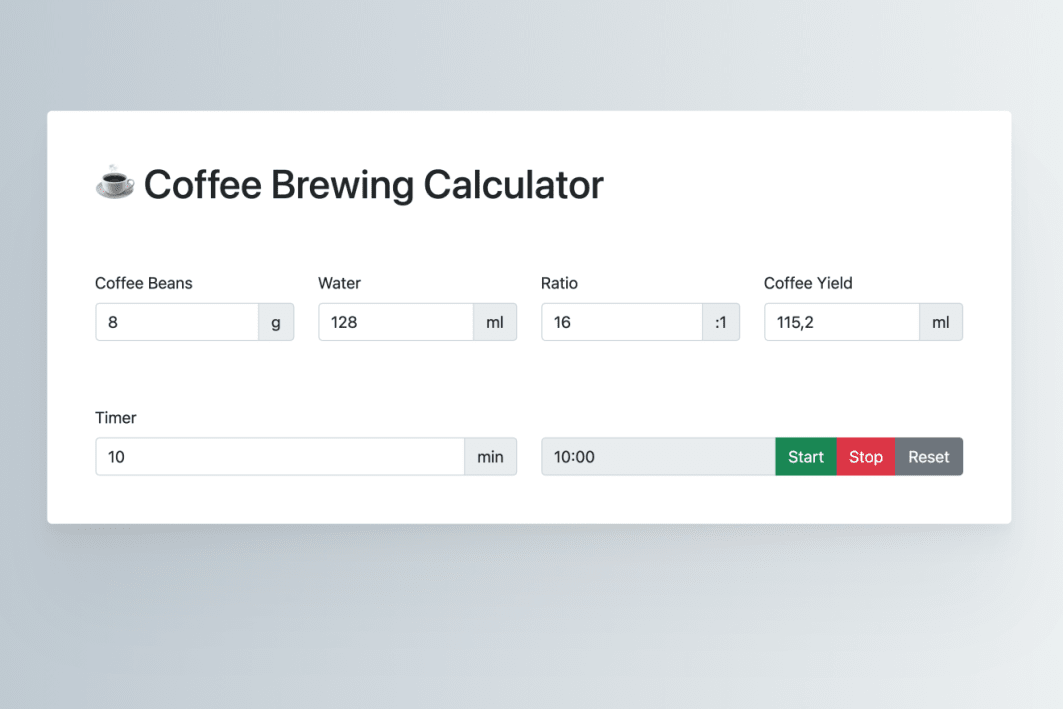 Coffee Brewing Calculator
Coffee Beans Water Ratio Coffee Yield
8 g 128 ml 16 :1 115,2 ml
Timer
10 min 10:00 Start Stop Reset